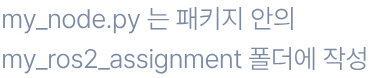 my_node.py 는 패키지 안의
my_ros2_assignment 폴더에 작성